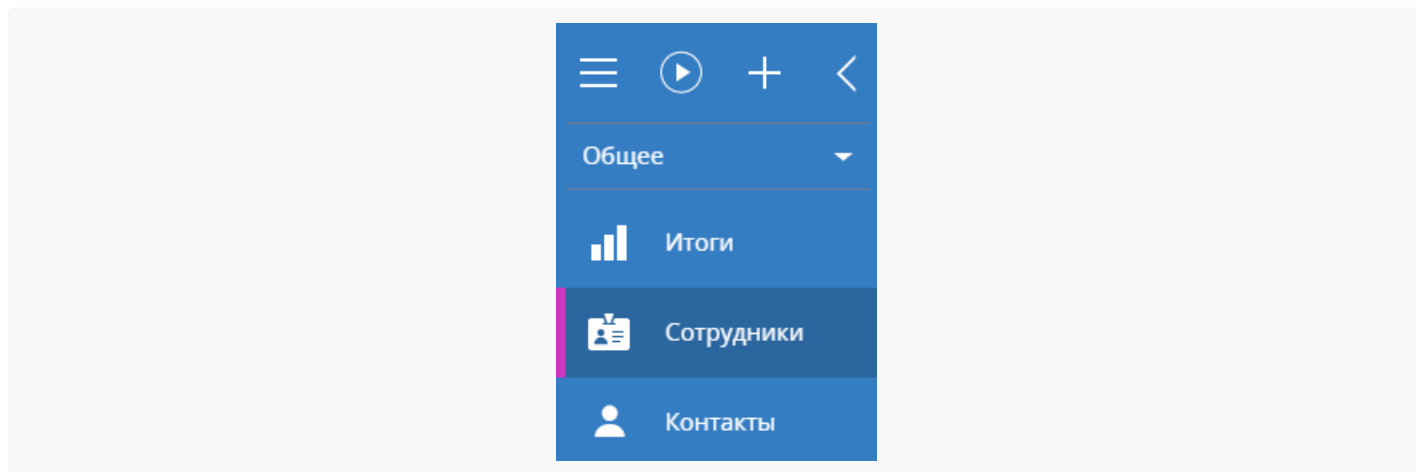 Общее
Итоги
Сотрудники
Контакты